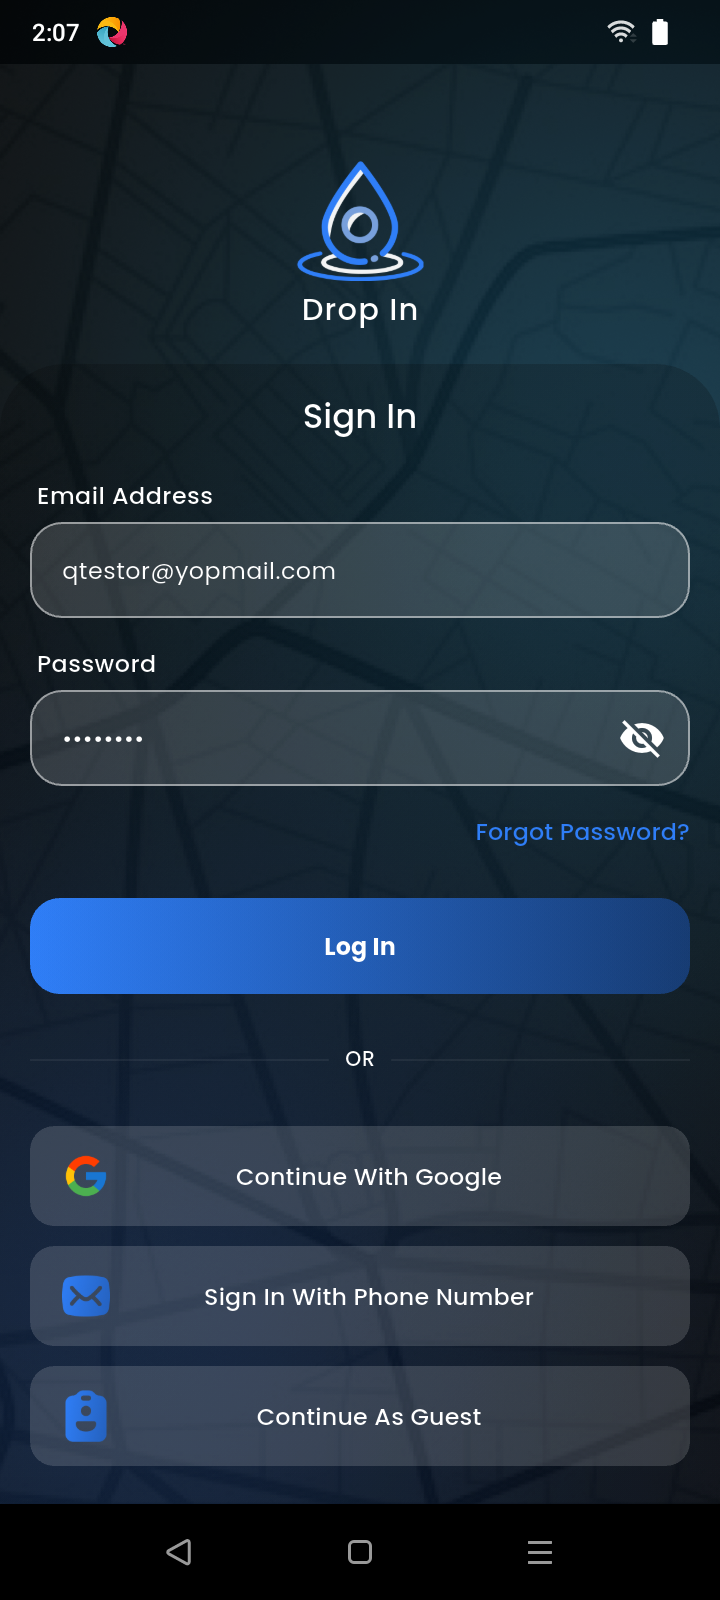 2:07
Drop In
Sign In
Email Address
qtestor@yopmail.com
Password
••••••••
Forgot Password?
Log In
OR
Continue With Google
Sign In With Phone Number
Continue As Guest